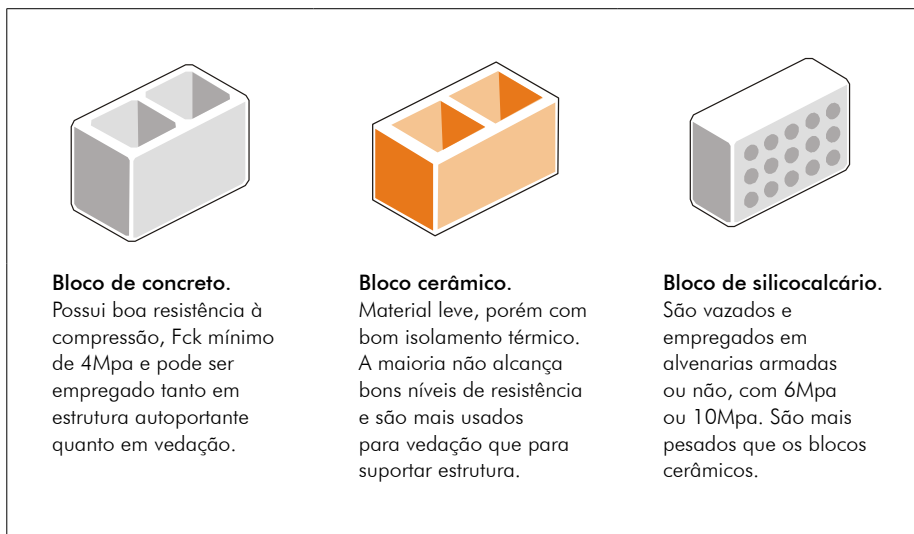 Bloco de concreto.
Possui boa resistência à
compressão, Fck mínimo
de 4Mpa e pode ser
empregado tanto em
estrutura autoportante
quanto em vedação.
Bloco cerâmico.
Material leve, porém com
bom isolamento térmico.
A maioria não alcança
bons níveis de resistência
e são mais usados
para vedação que para
suportar estrutura.
Bloco de silicocalcário.
São vazados e
empregados em
alvenarias armadas
ou não, com 6Mpa
ou 10Mpa. São mais
pesados que os blocos
cerâmicos.